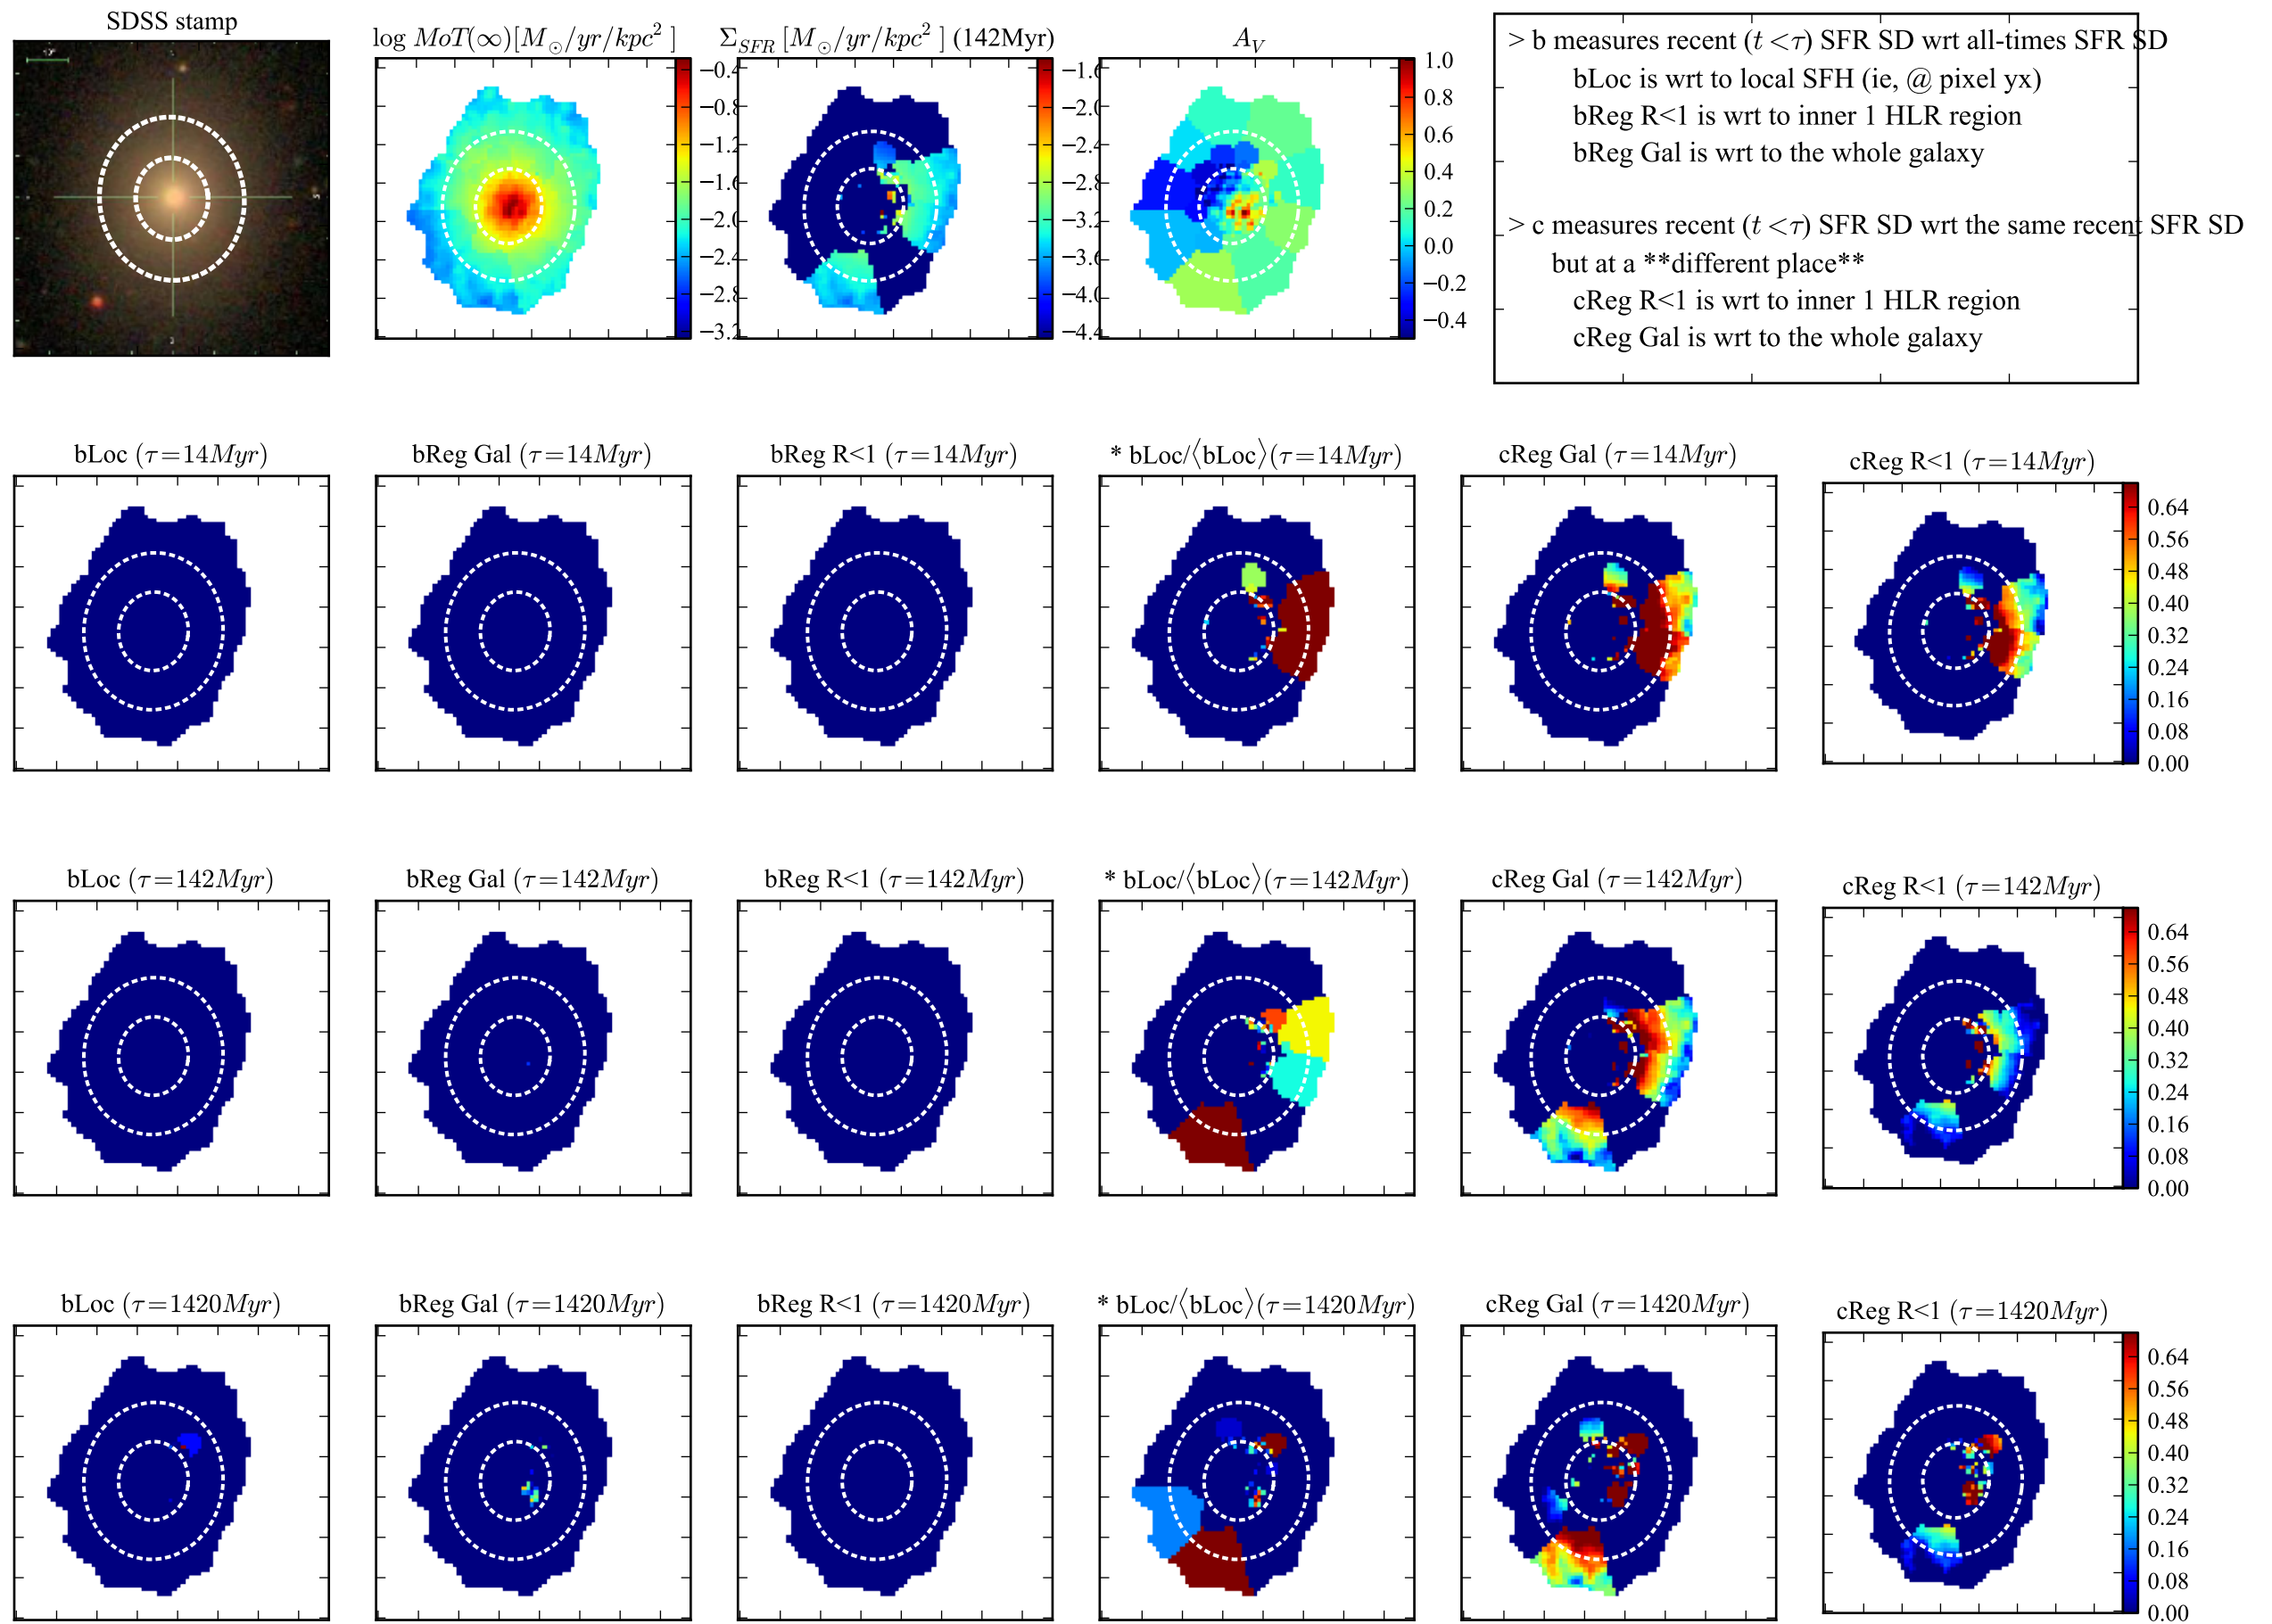 SDSS stamp
log MoT(∞)[M☉/yr/kpc² ]
Σ_SFR [M☉/yr/kpc² ] (142Myr)
A_V
−0.4
−0.8
−1.2
−1.6
−2.0
−2.4
−2.8
−3.2
−1.6
−2.0
−2.4
−2.8
−3.2
−3.6
−4.0
−4.4
1.0
0.8
0.6
0.4
0.2
0.0
−0.2
−0.4
> b measures recent (t <τ) SFR SD wrt all-times SFR SD
bLoc is wrt to local SFH (ie, @ pixel yx)
bReg R<1 is wrt to inner 1 HLR region
bReg Gal is wrt to the whole galaxy
> c measures recent (t <τ) SFR SD wrt the same recent SFR SD
but at a **different place**
cReg R<1 is wrt to inner 1 HLR region
cReg Gal is wrt to the whole galaxy
bLoc (τ=14Myr)
bReg Gal (τ=14Myr)
bReg R<1 (τ=14Myr)
* bLoc/⟨bLoc⟩(τ=14Myr)
cReg Gal (τ=14Myr)
cReg R<1 (τ=14Myr)
0.64
0.56
0.48
0.40
0.32
0.24
0.16
0.08
0.00
bLoc (τ=142Myr)
bReg Gal (τ=142Myr)
bReg R<1 (τ=142Myr)
* bLoc/⟨bLoc⟩(τ=142Myr)
cReg Gal (τ=142Myr)
cReg R<1 (τ=142Myr)
0.64
0.56
0.48
0.40
0.32
0.24
0.16
0.08
0.00
bLoc (τ=1420Myr)
bReg Gal (τ=1420Myr)
bReg R<1 (τ=1420Myr)
* bLoc/⟨bLoc⟩(τ=1420Myr)
cReg Gal (τ=1420Myr)
cReg R<1 (τ=1420Myr)
0.64
0.56
0.48
0.40
0.32
0.24
0.16
0.08
0.00